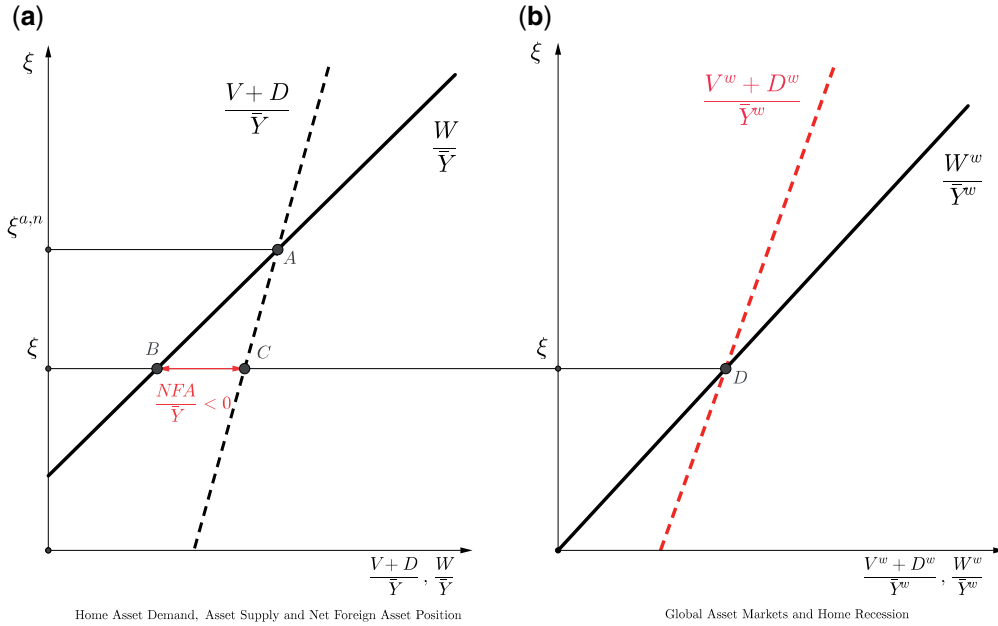 (a)
ξ
V + D
Ȳ
W
Ȳ
ξ^{a,n}
A
ξ
B
C
NFA
Ȳ
< 0
V + D
Ȳ
,
W
Ȳ
Home Asset Demand, Asset Supply and Net Foreign Asset Position
(b)
ξ
V^w + D^w
Ȳ^w
W^w
Ȳ^w
ξ
D
V^w + D^w
Ȳ^w
,
W^w
Ȳ^w
Global Asset Markets and Home Recession